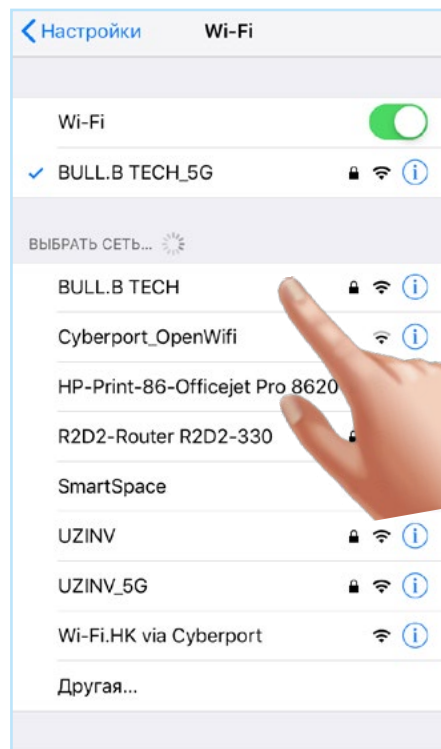 Настройки Wi-Fi
Wi-Fi
BULL.B TECH_5G
ВЫБРАТЬ СЕТЬ...
BULL.B TECH
Cyberport_OpenWifi
HP-Print-86-Officejet Pro 8620
R2D2-Router R2D2-330
SmartSpace
UZINV
UZINV_5G
Wi-Fi.HK via Cyberport
Другая...